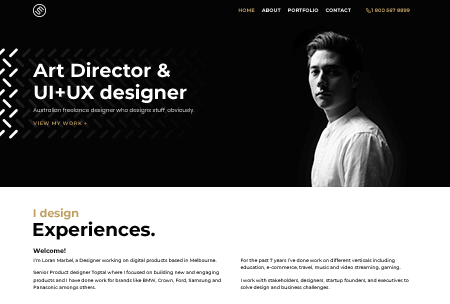 HOME ABOUT PORTFOLIO CONTACT 1 800 567 8899
Art Director &
UI+UX designer
Australian freelance designer who designs stuff, obviously.
VIEW MY WORK +
I design
Experiences.
Welcome!
I'm Loran Marbel, a Designer working on digital products based in Melbourne.
Senior Product designer Toptal where I focused on building new and engaging
products and I have done work for brands like BMW, Crown, Ford, Samsung and
Panasonic among others.
For the past 7 years I've done work on different verticals including
education, e-commerce, travel, music and video streaming, gaming.
I work with stakeholders, designers, startup founders, and executives to
solve design and business challenges.